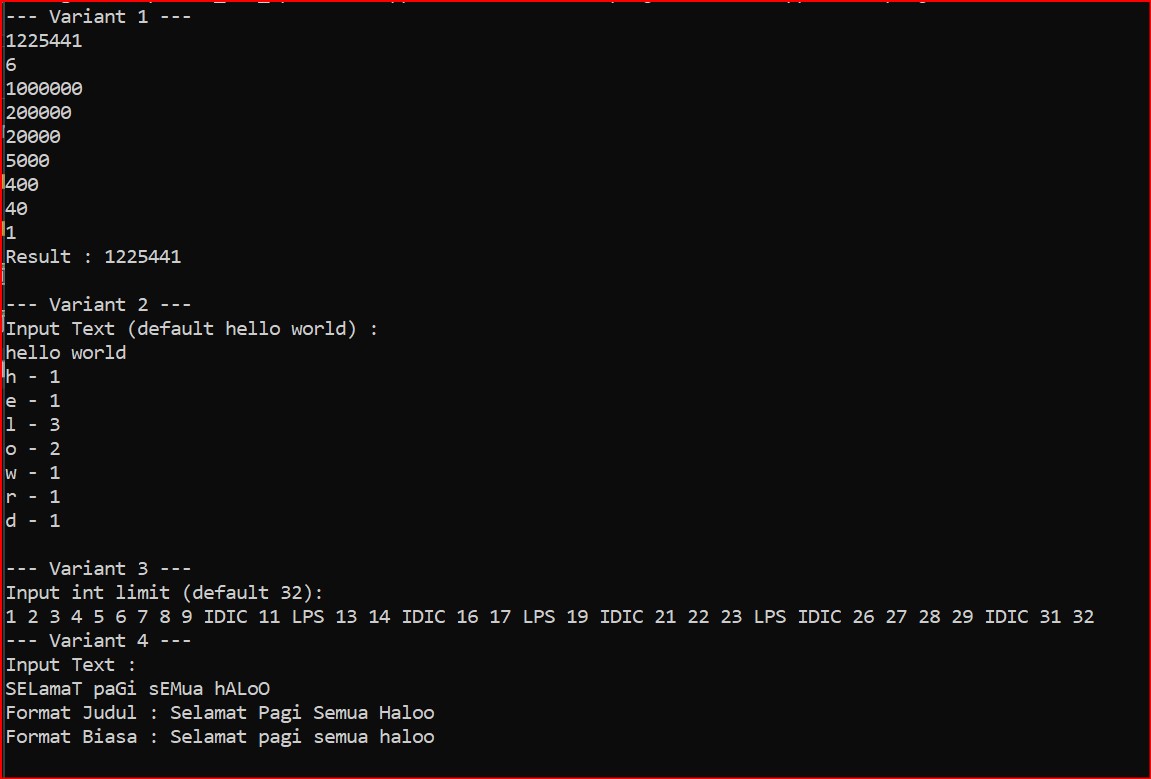 --- Variant 1 ---
1225441
6
1000000
200000
20000
5000
400
40
1
Result : 1225441
--- Variant 2 ---
Input Text (default hello world) :
hello world
h - 1
e - 1
l - 3
o - 2
w - 1
r - 1
d - 1
--- Variant 3 ---
Input int limit (default 32):
1 2 3 4 5 6 7 8 9 IDIC 11 LPS 13 14 IDIC 16 17 LPS 19 IDIC 21 22 23 LPS IDIC 26 27 28 29 IDIC 31 32
--- Variant 4 ---
Input Text :
SELamaT paGi sEMua hALoO
Format Judul : Selamat Pagi Semua Haloo
Format Biasa : Selamat pagi semua haloo